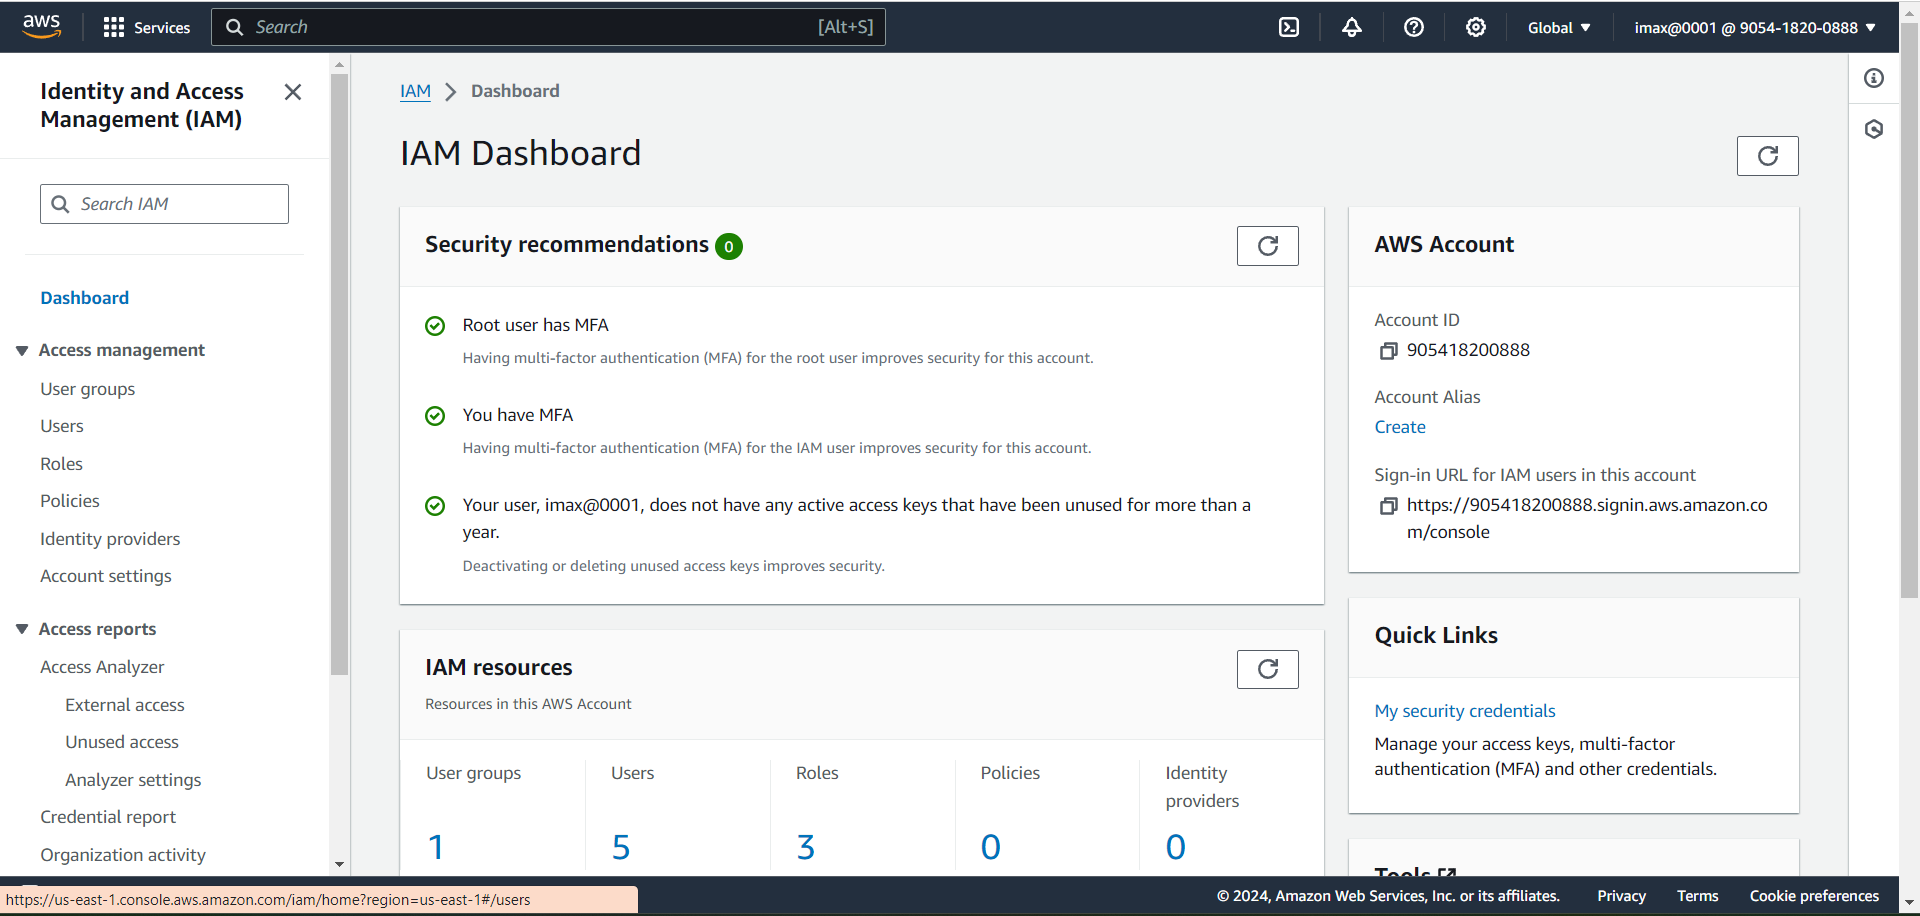 aws
Services
Search
[Alt+S]
Global
imax@0001 @ 9054-1820-0888
Identity and Access
Management (IAM)
Search IAM
Dashboard
Access management
User groups
Users
Roles
Policies
Identity providers
Account settings
Access reports
Access Analyzer
External access
Unused access
Analyzer settings
Credential report
Organization activity
IAM
Dashboard
IAM Dashboard
Security recommendations 0
Root user has MFA
Having multi-factor authentication (MFA) for the root user improves security for this account.
You have MFA
Having multi-factor authentication (MFA) for the IAM user improves security for this account.
Your user, imax@0001, does not have any active access keys that have been unused for more than a
year.
Deactivating or deleting unused access keys improves security.
IAM resources
Resources in this AWS Account
User groups
1
Users
5
Roles
3
Policies
0
Identity
providers
0
AWS Account
Account ID
905418200888
Account Alias
Create
Sign-in URL for IAM users in this account
https://905418200888.signin.aws.amazon.co
m/console
Quick Links
My security credentials
Manage your access keys, multi-factor
authentication (MFA) and other credentials.
Tools
https://us-east-1.console.aws.amazon.com/iam/home?region=us-east-1#/users
© 2024, Amazon Web Services, Inc. or its affiliates.
Privacy
Terms
Cookie preferences